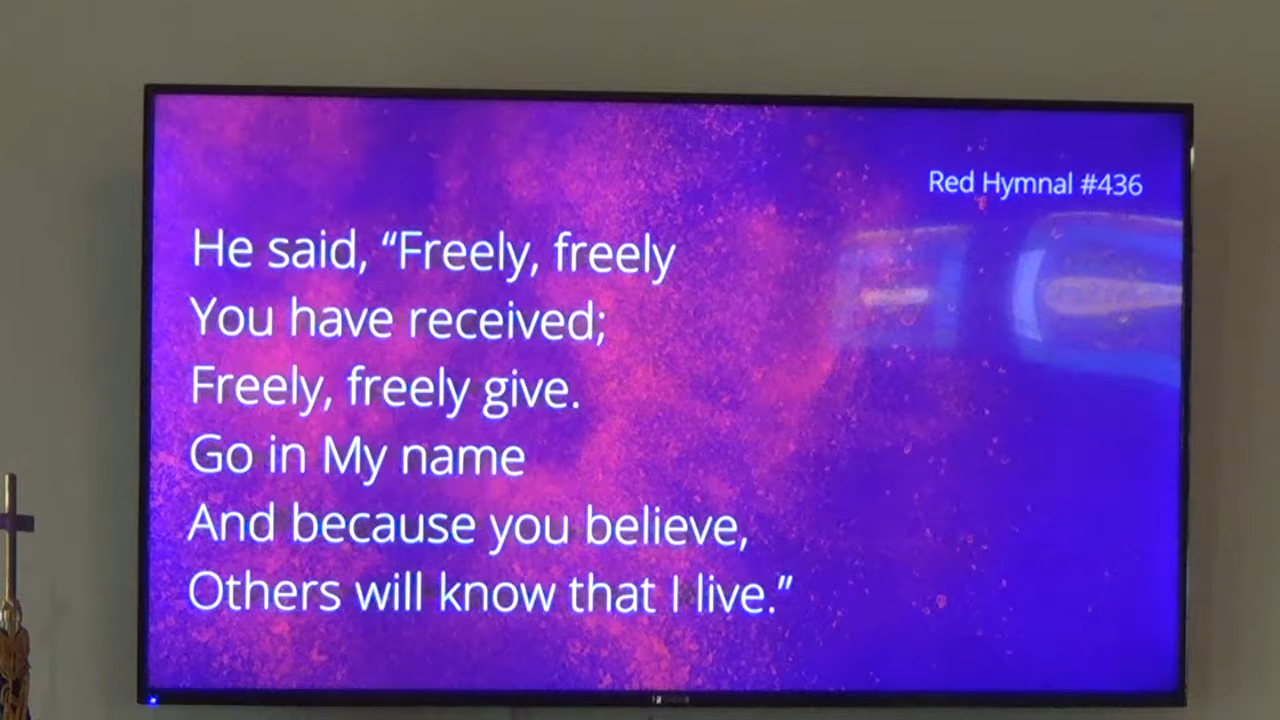 Red Hymnal #436
He said, “Freely, freely
You have received;
Freely, freely give.
Go in My name
And because you believe,
Others will know that I live.”